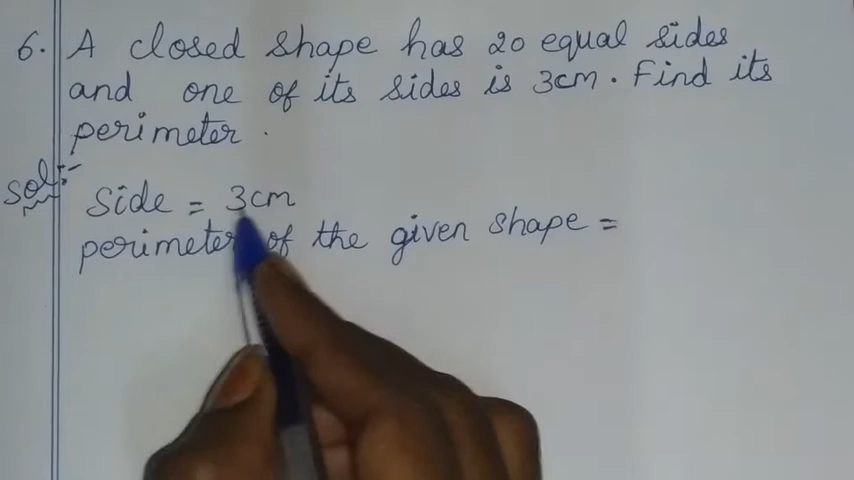 6. A closed shape has 20 equal sides
and one of its sides is 3cm. Find its
perimeter.
Sol:-
Side = 3cm
perimeter of the given shape =